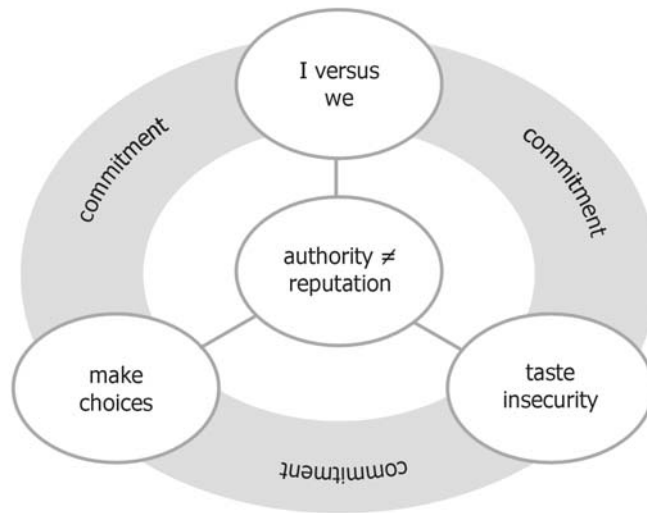 I versus
we
commitment
commitment
authority ≠
reputation
make
choices
taste
insecurity
commitment